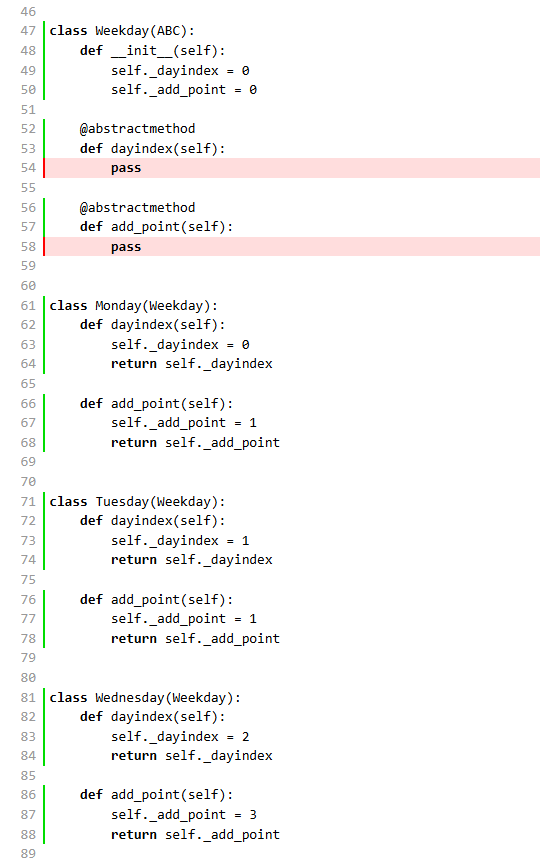 46
47 class Weekday(ABC):
48     def __init__(self):
49         self._dayindex = 0
50         self._add_point = 0
51
52     @abstractmethod
53     def dayindex(self):
54         pass
55
56     @abstractmethod
57     def add_point(self):
58         pass
59
60
61 class Monday(Weekday):
62     def dayindex(self):
63         self._dayindex = 0
64         return self._dayindex
65
66     def add_point(self):
67         self._add_point = 1
68         return self._add_point
69
70
71 class Tuesday(Weekday):
72     def dayindex(self):
73         self._dayindex = 1
74         return self._dayindex
75
76     def add_point(self):
77         self._add_point = 1
78         return self._add_point
79
80
81 class Wednesday(Weekday):
82     def dayindex(self):
83         self._dayindex = 2
84         return self._dayindex
85
86     def add_point(self):
87         self._add_point = 3
88         return self._add_point
89